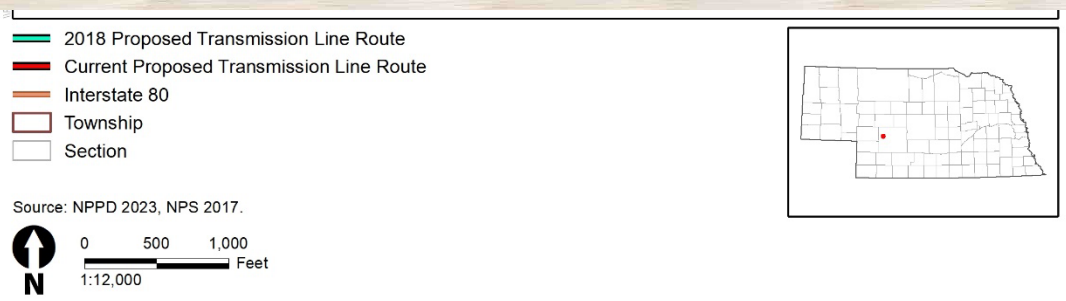 2018 Proposed Transmission Line Route
Current Proposed Transmission Line Route
Interstate 80
Township
Section
Source: NPPD 2023, NPS 2017.
0 500 1,000
Feet
1:12,000
N